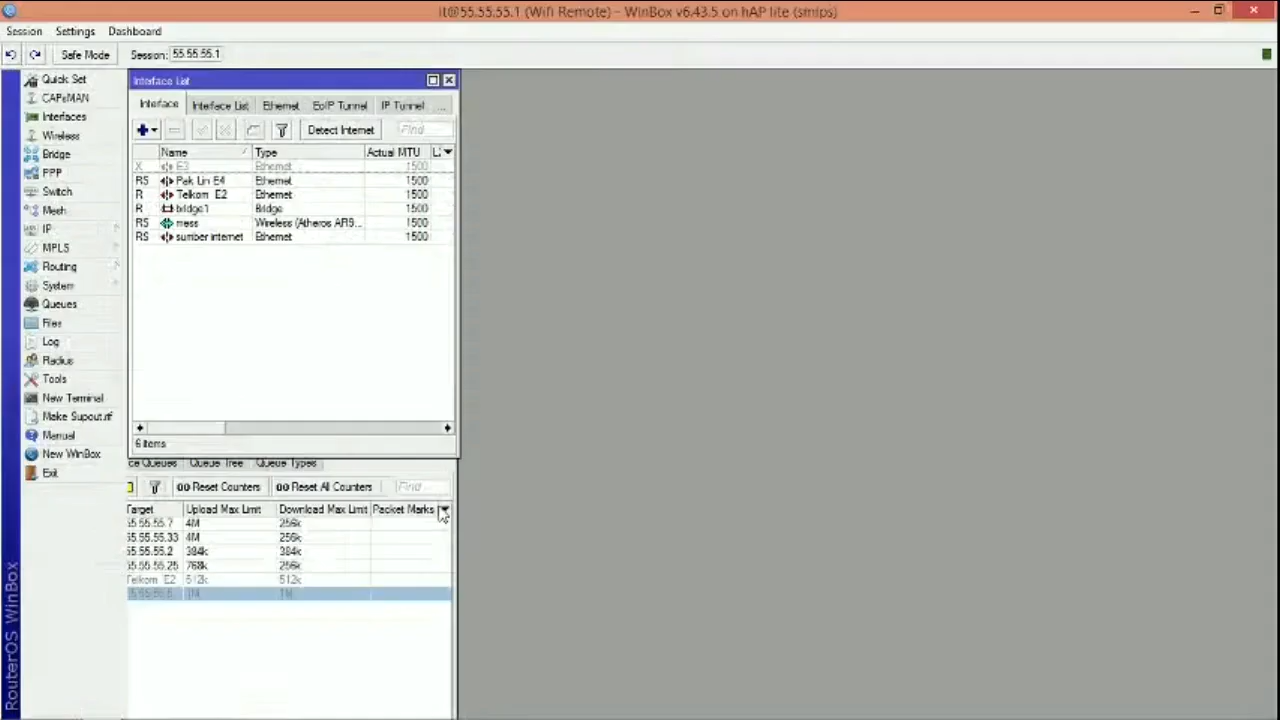 it@55.55.55.1 (Wifi Remote) - WinBox v6.43.5 on hAP lite (smips)
Session Settings Dashboard
Safe Mode Session: 55.55.55.1
Quick Set
CAPsMAN
Interfaces
Wireless
Bridge
PPP
Switch
Mesh
IP
MPLS
Routing
System
Queues
Files
Log
Radius
Tools
New Terminal
Make Supout.rif
Manual
New WinBox
Exit
RouterOS WinBox
Interface List
Interface Interface List Ethernet EoIP Tunnel IP Tunnel ...
Detect Internet Find
Name Type Actual MTU L2
X E3 Ethernet 1500
RS Pak Lin E4 Ethernet 1500
R Telkom E2 Ethernet 1500
R bridge1 Bridge 1500
RS mess Wireless (Atheros AR9... 1500
RS sumber internet Ethernet 1500
6 items
ce Queues Queue Tree Queue Types
00 Reset Counters 00 Reset All Counters Find
Target Upload Max Limit Download Max Limit Packet Marks
55.55.55.7 4M 256k
55.55.55.33 4M 256k
55.55.55.2 384k 384k
55.55.55.25 768k 256k
Telkom E2 512k 512k
1M 1M